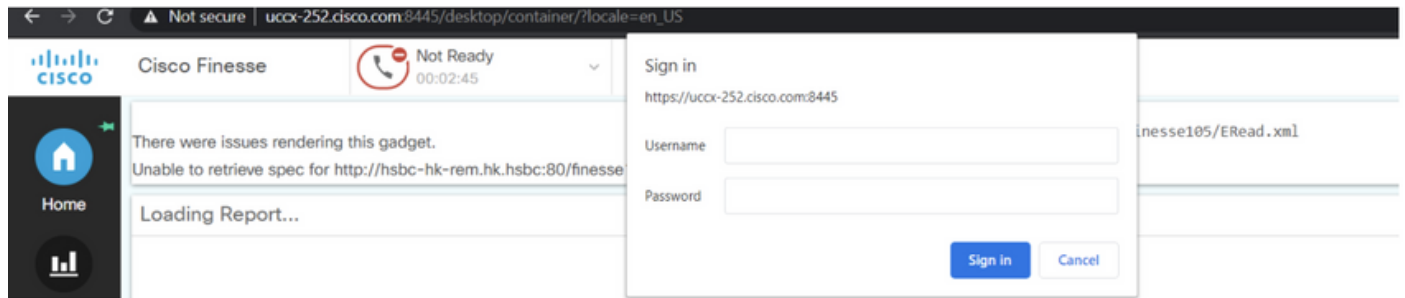 Not secure | uccx-252.cisco.com:8445/desktop/container/?locale=en_US
CISCO
Cisco Finesse
Not Ready
00:02:45
There were issues rendering this gadget.
Unable to retrieve spec for http://hsbc-hk-rem.hk.hsbc:80/finesse
inesse105/ERead.xml
Home
Loading Report...
Sign in
https://uccx-252.cisco.com:8445
Username
Password
Sign in
Cancel